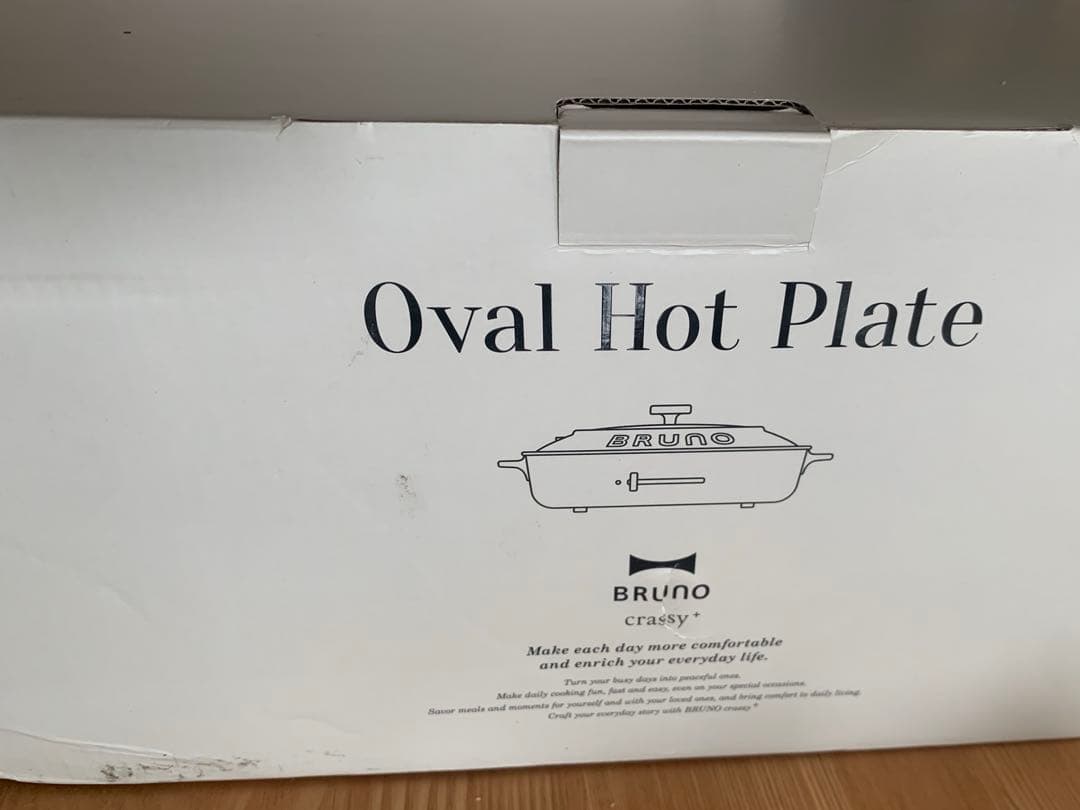 Oval Hot Plate
BRUNO
BRUNO
crassy+
Make each day more comfortable
and enrich your everyday life.
Turn your busy days into peaceful ones.
Make daily cooking fun, fast and easy, even on your special occasions.
Savor meals and moments for yourself and with your loved ones, and bring comfort to daily living.
Craft your everyday story with BRUNO crassy+